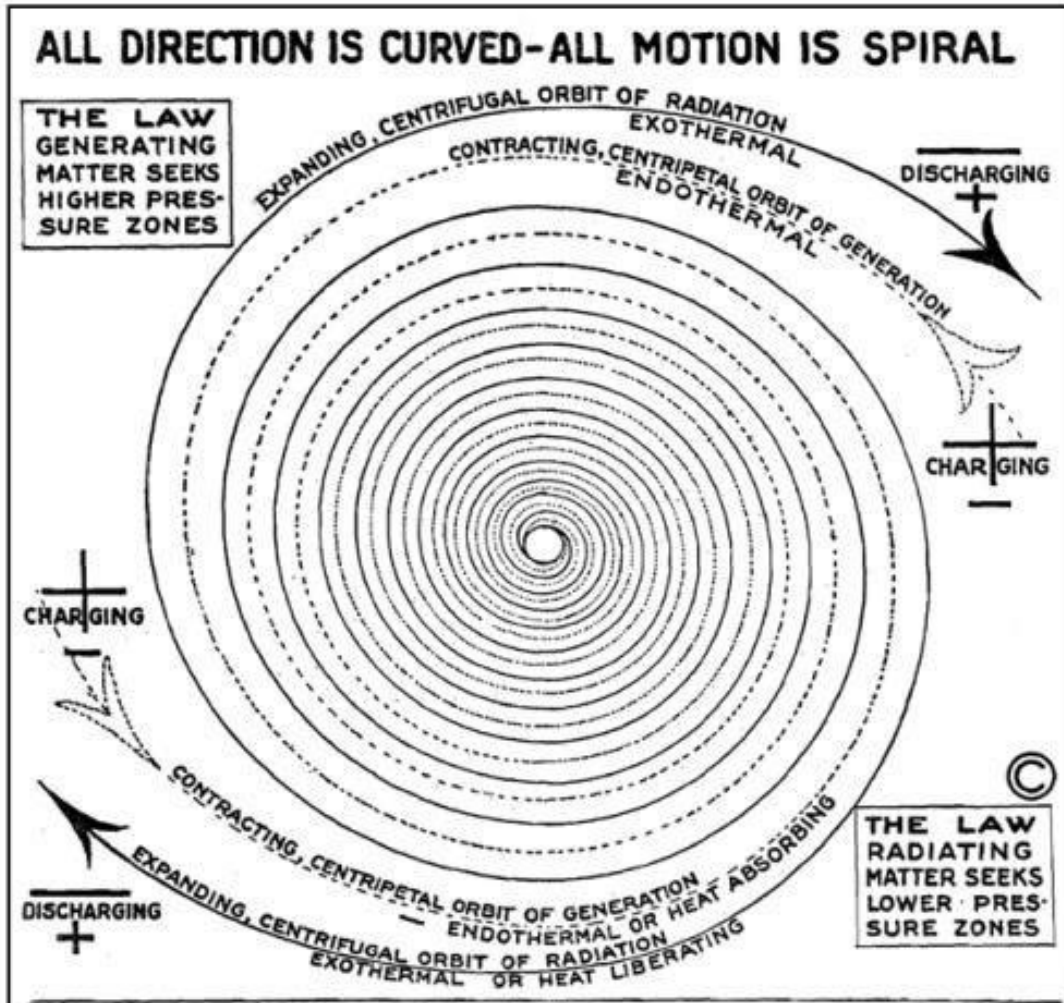 ALL DIRECTION IS CURVED-ALL MOTION IS SPIRAL
THE LAW
GENERATING
MATTER SEEKS
HIGHER PRES-
SURE ZONES
EXPANDING, CENTRIFUGAL ORBIT OF RADIATION
EXOTHERMAL
CONTRACTING, CENTRIPETAL ORBIT OF GENERATION
ENDOTHERMAL
—
DISCHARGING
+
+
CHARGING
—
+
CHARGING
—
CONTRACTING, CENTRIPETAL ORBIT OF GENERATION
— ENDOTHERMAL OR HEAT ABSORBING
EXPANDING, CENTRIFUGAL ORBIT OF RADIATION
EXOTHERMAL OR HEAT LIBERATING
—
DISCHARGING
+
©
THE LAW
RADIATING
MATTER SEEKS
LOWER PRES-
SURE ZONES